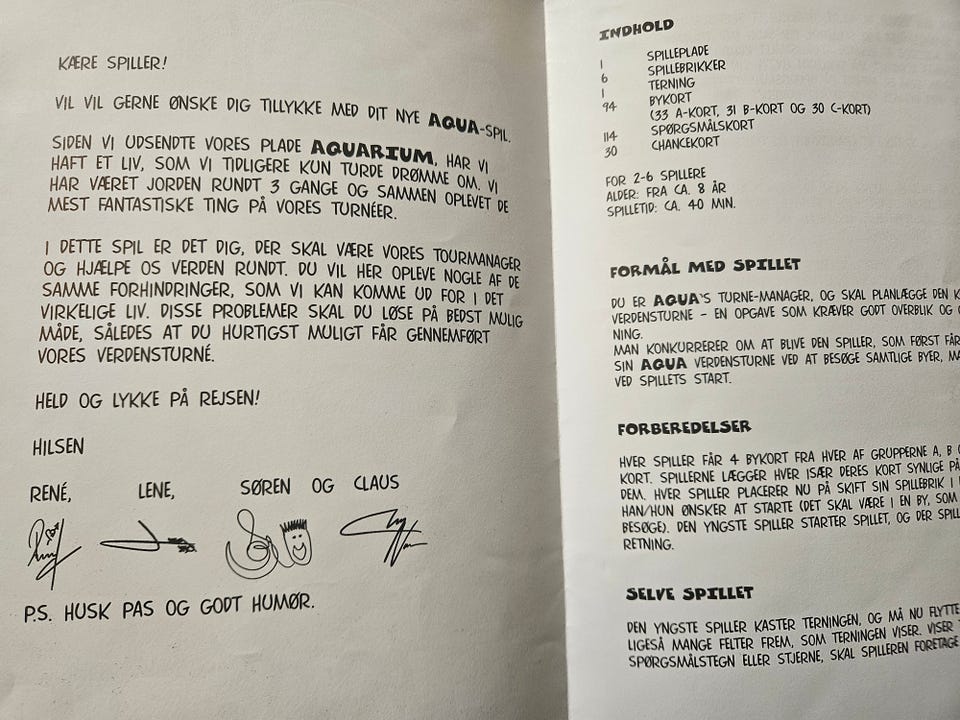 KÆRE SPILLER!
VIL VIL GERNE ØNSKE DIG TILLYKKE MED DIT NYE AQUA-SPIL.
SIDEN VI UDSENDTE VORES PLADE AQUARIUM, HAR VI
HAFT ET LIV, SOM VI TIDLIGERE KUN TURDE DRØMME OM. VI
HAR VÆRET JORDEN RUNDT 3 GANGE OG SAMMEN OPLEVET DE
MEST FANTASTISKE TING PÅ VORES TURNÉER.
I DETTE SPIL ER DET DIG, DER SKAL VÆRE VORES TOURMANAGER
OG HJÆLPE OS VERDEN RUNDT. DU VIL HER OPLEVE NOGLE AF DE
SAMME FORHINDRINGER, SOM VI KAN KOMME UD FOR I DET
VIRKELIGE LIV. DISSE PROBLEMER SKAL DU LØSE PÅ BEDST MULIG
MÅDE, SÅLEDES AT DU HURTIGST MULIGT FÅR GENNEMFØRT
VORES VERDENSTURNÉ.
HELD OG LYKKE PÅ REJSEN!
HILSEN
RENÉ, LENE, SØREN OG CLAUS
P.S. HUSK PAS OG GODT HUMØR.
INDHOLD
1 SPILLEPLADE
6 SPILLEBRIKKER
1 TERNING
94 BYKORT
(33 A-KORT, 31 B-KORT OG 30 C-KORT)
114 SPØRGSMÅLSKORT
30 CHANCEKORT
FOR 2-6 SPILLERE
ALDER: FRA CA. 8 ÅR
SPILLETID: CA. 40 MIN.
FORMÅL MED SPILLET
DU ER AQUA'S TURNE-MANAGER, OG SKAL PLANLÆGGE DEN
VERDENSTURNE - EN OPGAVE SOM KRÆVER GODT OVERBLIK OG
NING.
MAN KONKURRERER OM AT BLIVE DEN SPILLER, SOM FØRST FÅR
SIN AQUA VERDENSTURNE VED AT BESØGE SAMTLIGE BYER,
VED SPILLETS START.
FORBEREDELSER
HVER SPILLER FÅR 4 BYKORT FRA HVER AF GRUPPERNE A, B
KORT. SPILLERNE LÆGGER HVER ISÆR DERES KORT SYNLIGE
DEM. HVER SPILLER PLACERER NU PÅ SKIFT SIN SPILLEBRIK I
HAN/HUN ØNSKER AT STARTE (DET SKAL VÆRE I EN BY, SOM
BESØGE). DEN YNGSTE SPILLER STARTER SPILLET, OG DER
RETNING.
SELVE SPILLET
DEN YNGSTE SPILLER KASTER TERNINGEN, OG MÅ NU FLYTTE
LIGESÅ MANGE FELTER FREM, SOM TERNINGEN VISER. VISER
SPØRGSMÅLSTEGN ELLER STJERNE, SKAL SPILLEREN FORETAGE